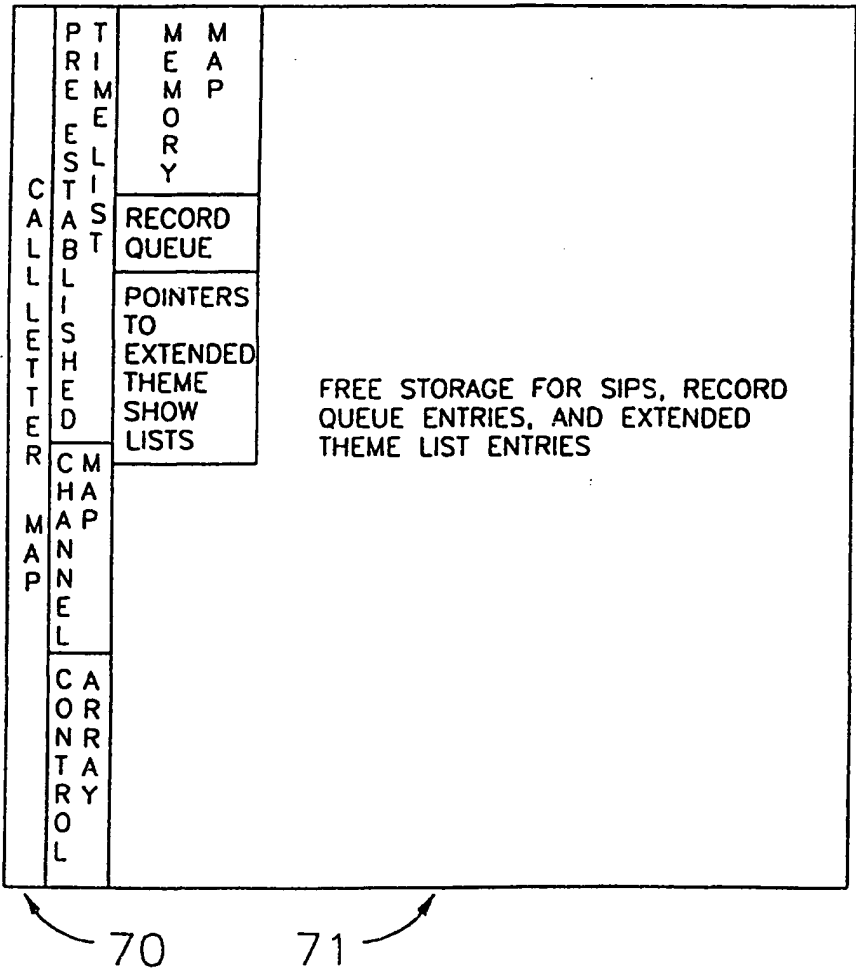 CALL LETTER MAP
PRE ESTABLISHED
TIME LIST
CHANNEL
MAP
CONTROL
ARRAY
MEMORY
MAP
RECORD
QUEUE
POINTERS
TO
EXTENDED
THEME
SHOW
LISTS
FREE STORAGE FOR SIPS, RECORD
QUEUE ENTRIES, AND EXTENDED
THEME LIST ENTRIES
70
71